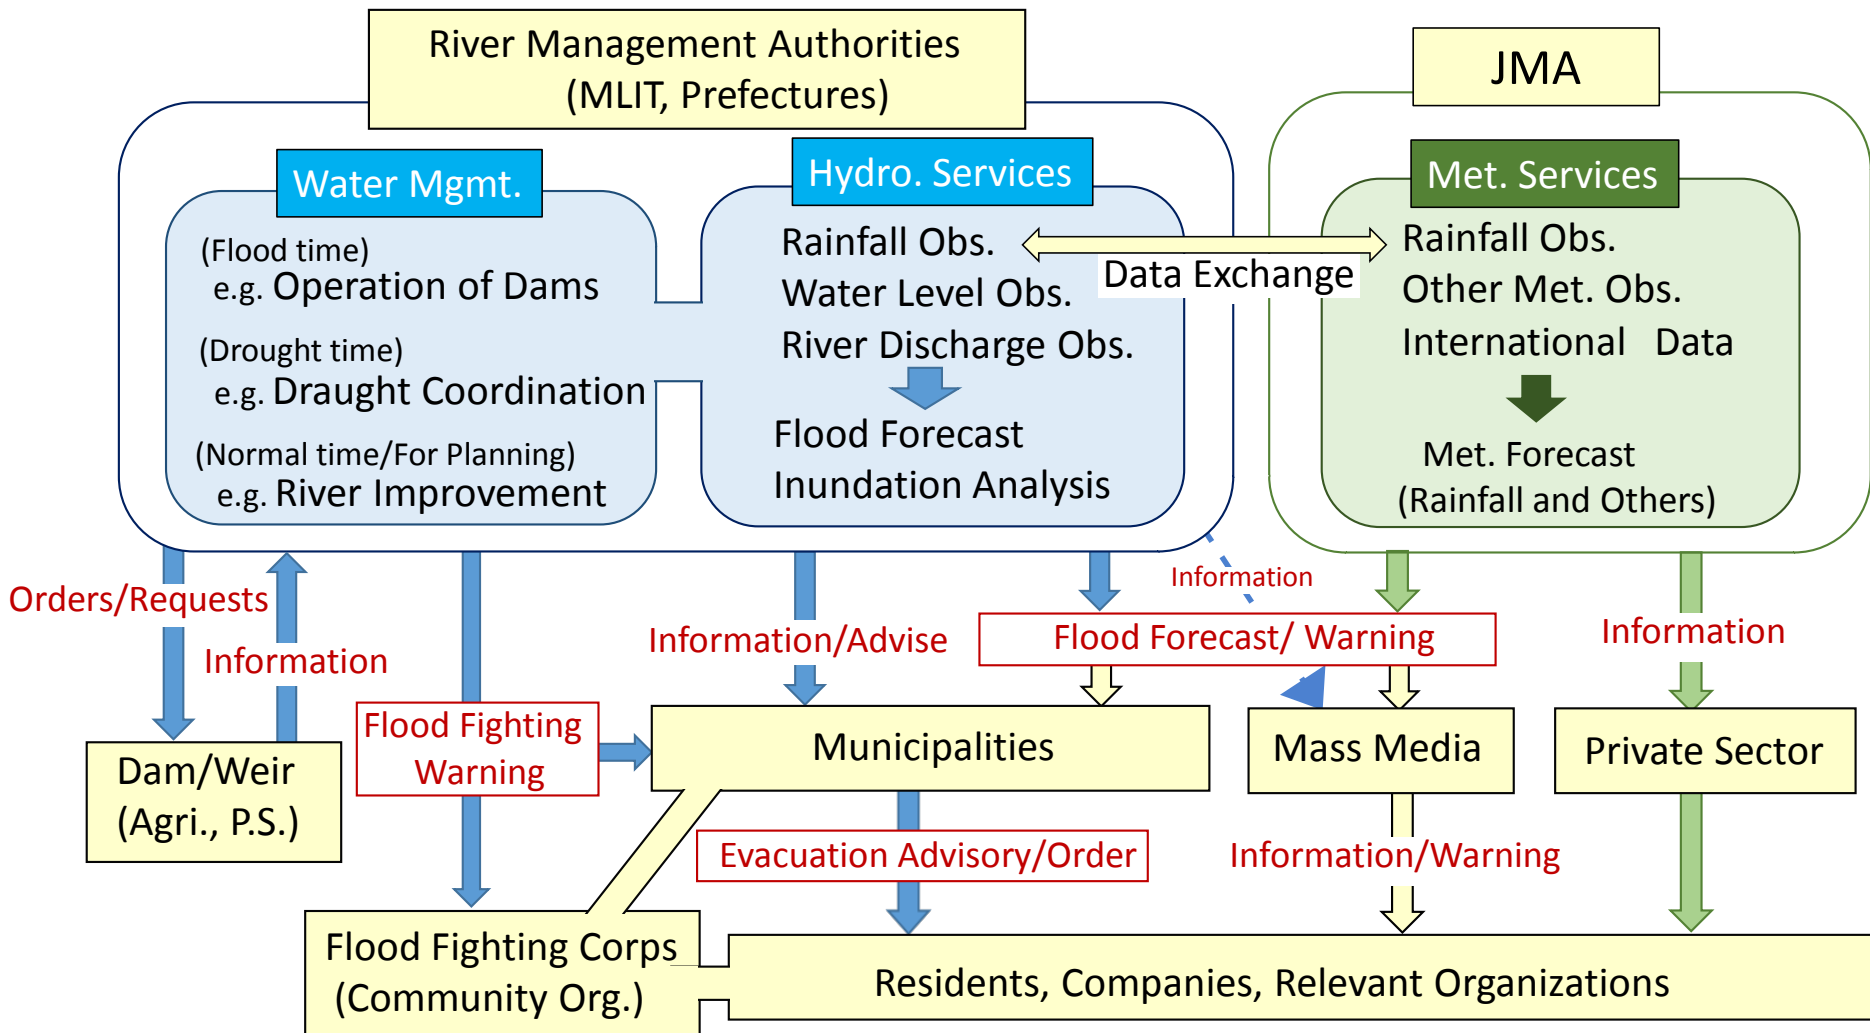 River Management Authorities
(MLIT, Prefectures)
JMA
Water Mgmt.
(Flood time)
e.g. Operation of Dams
(Drought time)
e.g. Draught Coordination
(Normal time/For Planning)
e.g. River Improvement
Hydro. Services
Rainfall Obs.
Water Level Obs.
River Discharge Obs.
Flood Forecast
Inundation Analysis
Data Exchange
Met. Services
Rainfall Obs.
Other Met. Obs.
International Data
Met. Forecast
(Rainfall and Others)
Orders/Requests
Information
Information/Advise
Information
Flood Forecast/ Warning
Information
Flood Fighting
Warning
Dam/Weir
(Agri., P.S.)
Municipalities
Mass Media
Private Sector
Evacuation Advisory/Order
Information/Warning
Flood Fighting Corps
(Community Org.)
Residents, Companies, Relevant Organizations